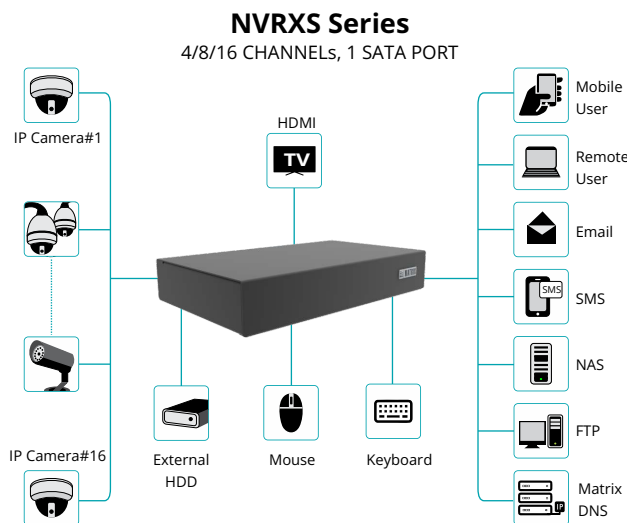 NVRXS Series
4/8/16 CHANNELs, 1 SATA PORT
IP Camera#1
HDMI
TV
Mobile
User
Remote
User
Email
SMS
SMS
NAS
FTP
IP Camera#16
External
HDD
Mouse
Keyboard
Matrix
DNS
IP